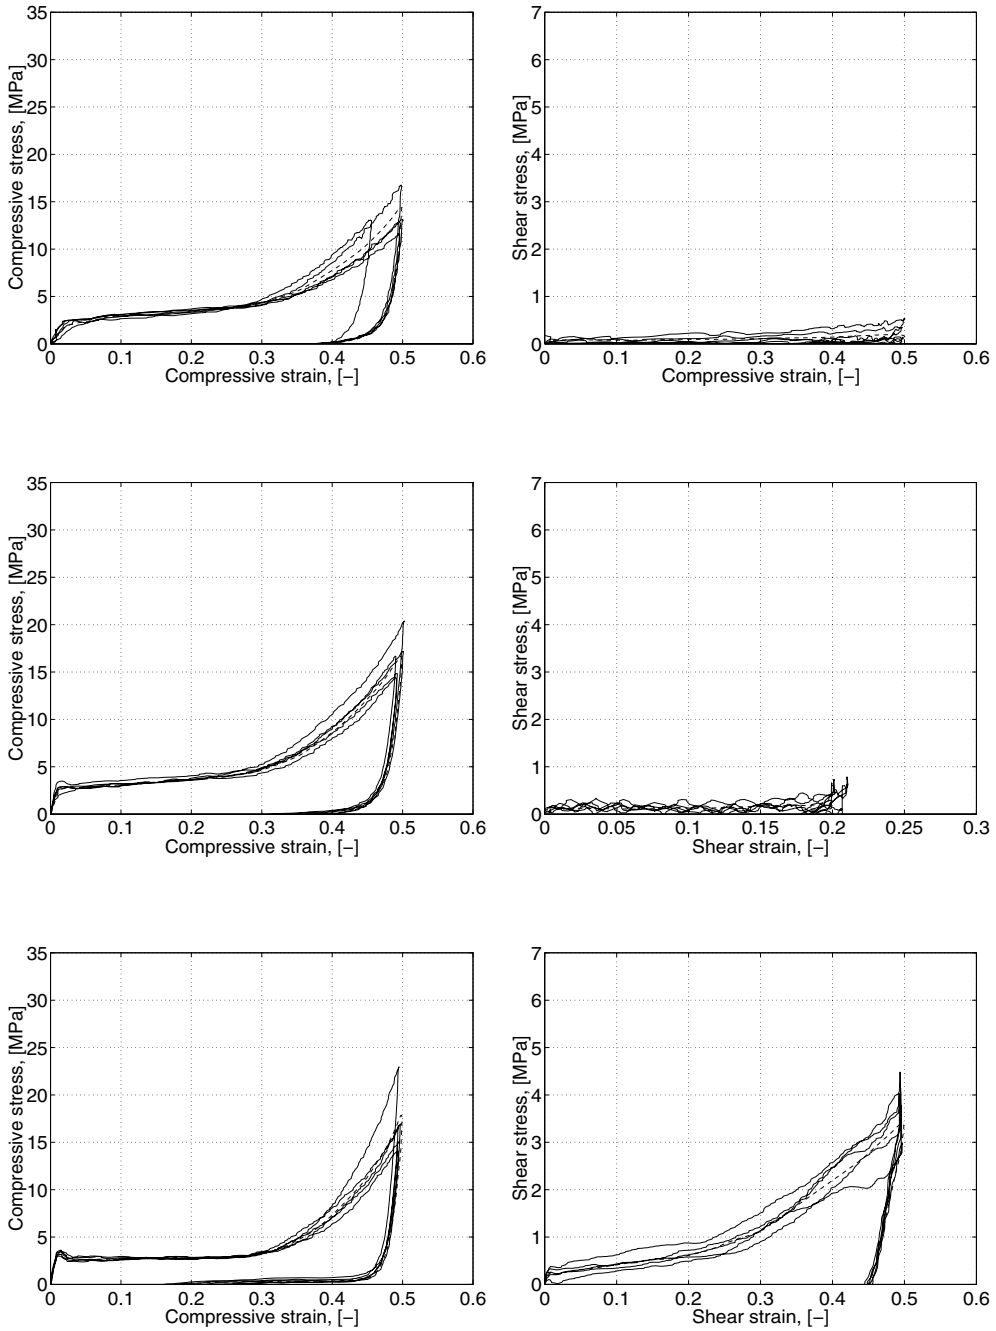 35
30
25
20
15
10
5
0
0 0.1 0.2 0.3 0.4 0.5 0.6
Compressive strain, [−]
Compressive stress, [MPa]
7
6
5
4
3
2
1
0
0 0.1 0.2 0.3 0.4 0.5 0.6
Compressive strain, [−]
Shear stress, [MPa]
35
30
25
20
15
10
5
0
0 0.1 0.2 0.3 0.4 0.5 0.6
Compressive strain, [−]
Compressive stress, [MPa]
7
6
5
4
3
2
1
0
0 0.05 0.1 0.15 0.2 0.25 0.3
Shear strain, [−]
Shear stress, [MPa]
35
30
25
20
15
10
5
0
0 0.1 0.2 0.3 0.4 0.5 0.6
Compressive strain, [−]
Compressive stress, [MPa]
7
6
5
4
3
2
1
0
0 0.1 0.2 0.3 0.4 0.5 0.6
Shear strain, [−]
Shear stress, [MPa]